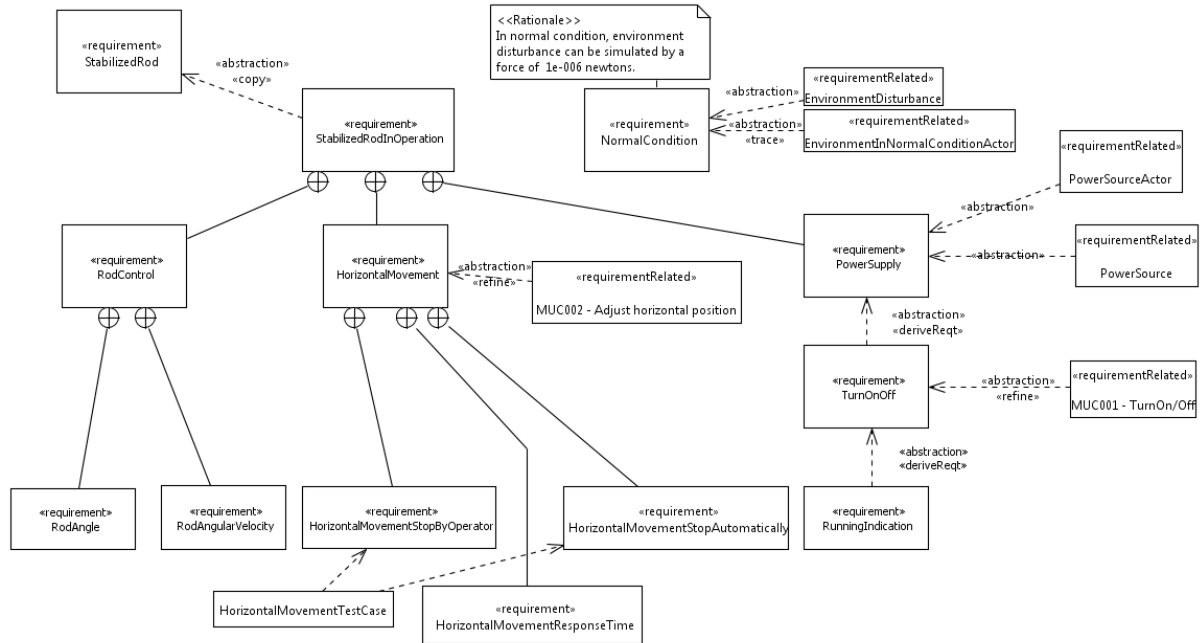 «requirement»
StabilizedRod
«abstraction»
«copy»
<<Rationale>>
In normal condition, environment
disturbance can be simulated by a
force of 1e-006 newtons.
«requirement»
StabilizedRodInOperation
«requirement»
NormalCondition
«abstraction»
«requirementRelated»
EnvironmentDisturbance
«abstraction»
«trace»
«requirementRelated»
EnvironmentInNormalConditionActor
«requirementRelated»
PowerSourceActor
«abstraction»
«requirement»
RodControl
«requirement»
HorizontalMovement
«abstraction»
«refine»
«requirementRelated»
MUC002 - Adjust horizontal position
«requirement»
PowerSupply
«abstraction»
«requirementRelated»
PowerSource
«abstraction»
«deriveReqt»
«requirement»
TurnOnOff
«abstraction»
«refine»
«requirementRelated»
MUC001 - TurnOn/Off
«abstraction»
«deriveReqt»
«requirement»
RodAngle
«requirement»
RodAngularVelocity
«requirement»
HorizontalMovementStopByOperator
«requirement»
HorizontalMovementStopAutomatically
«requirement»
RunningIndication
HorizontalMovementTestCase
«requirement»
HorizontalMovementResponseTime